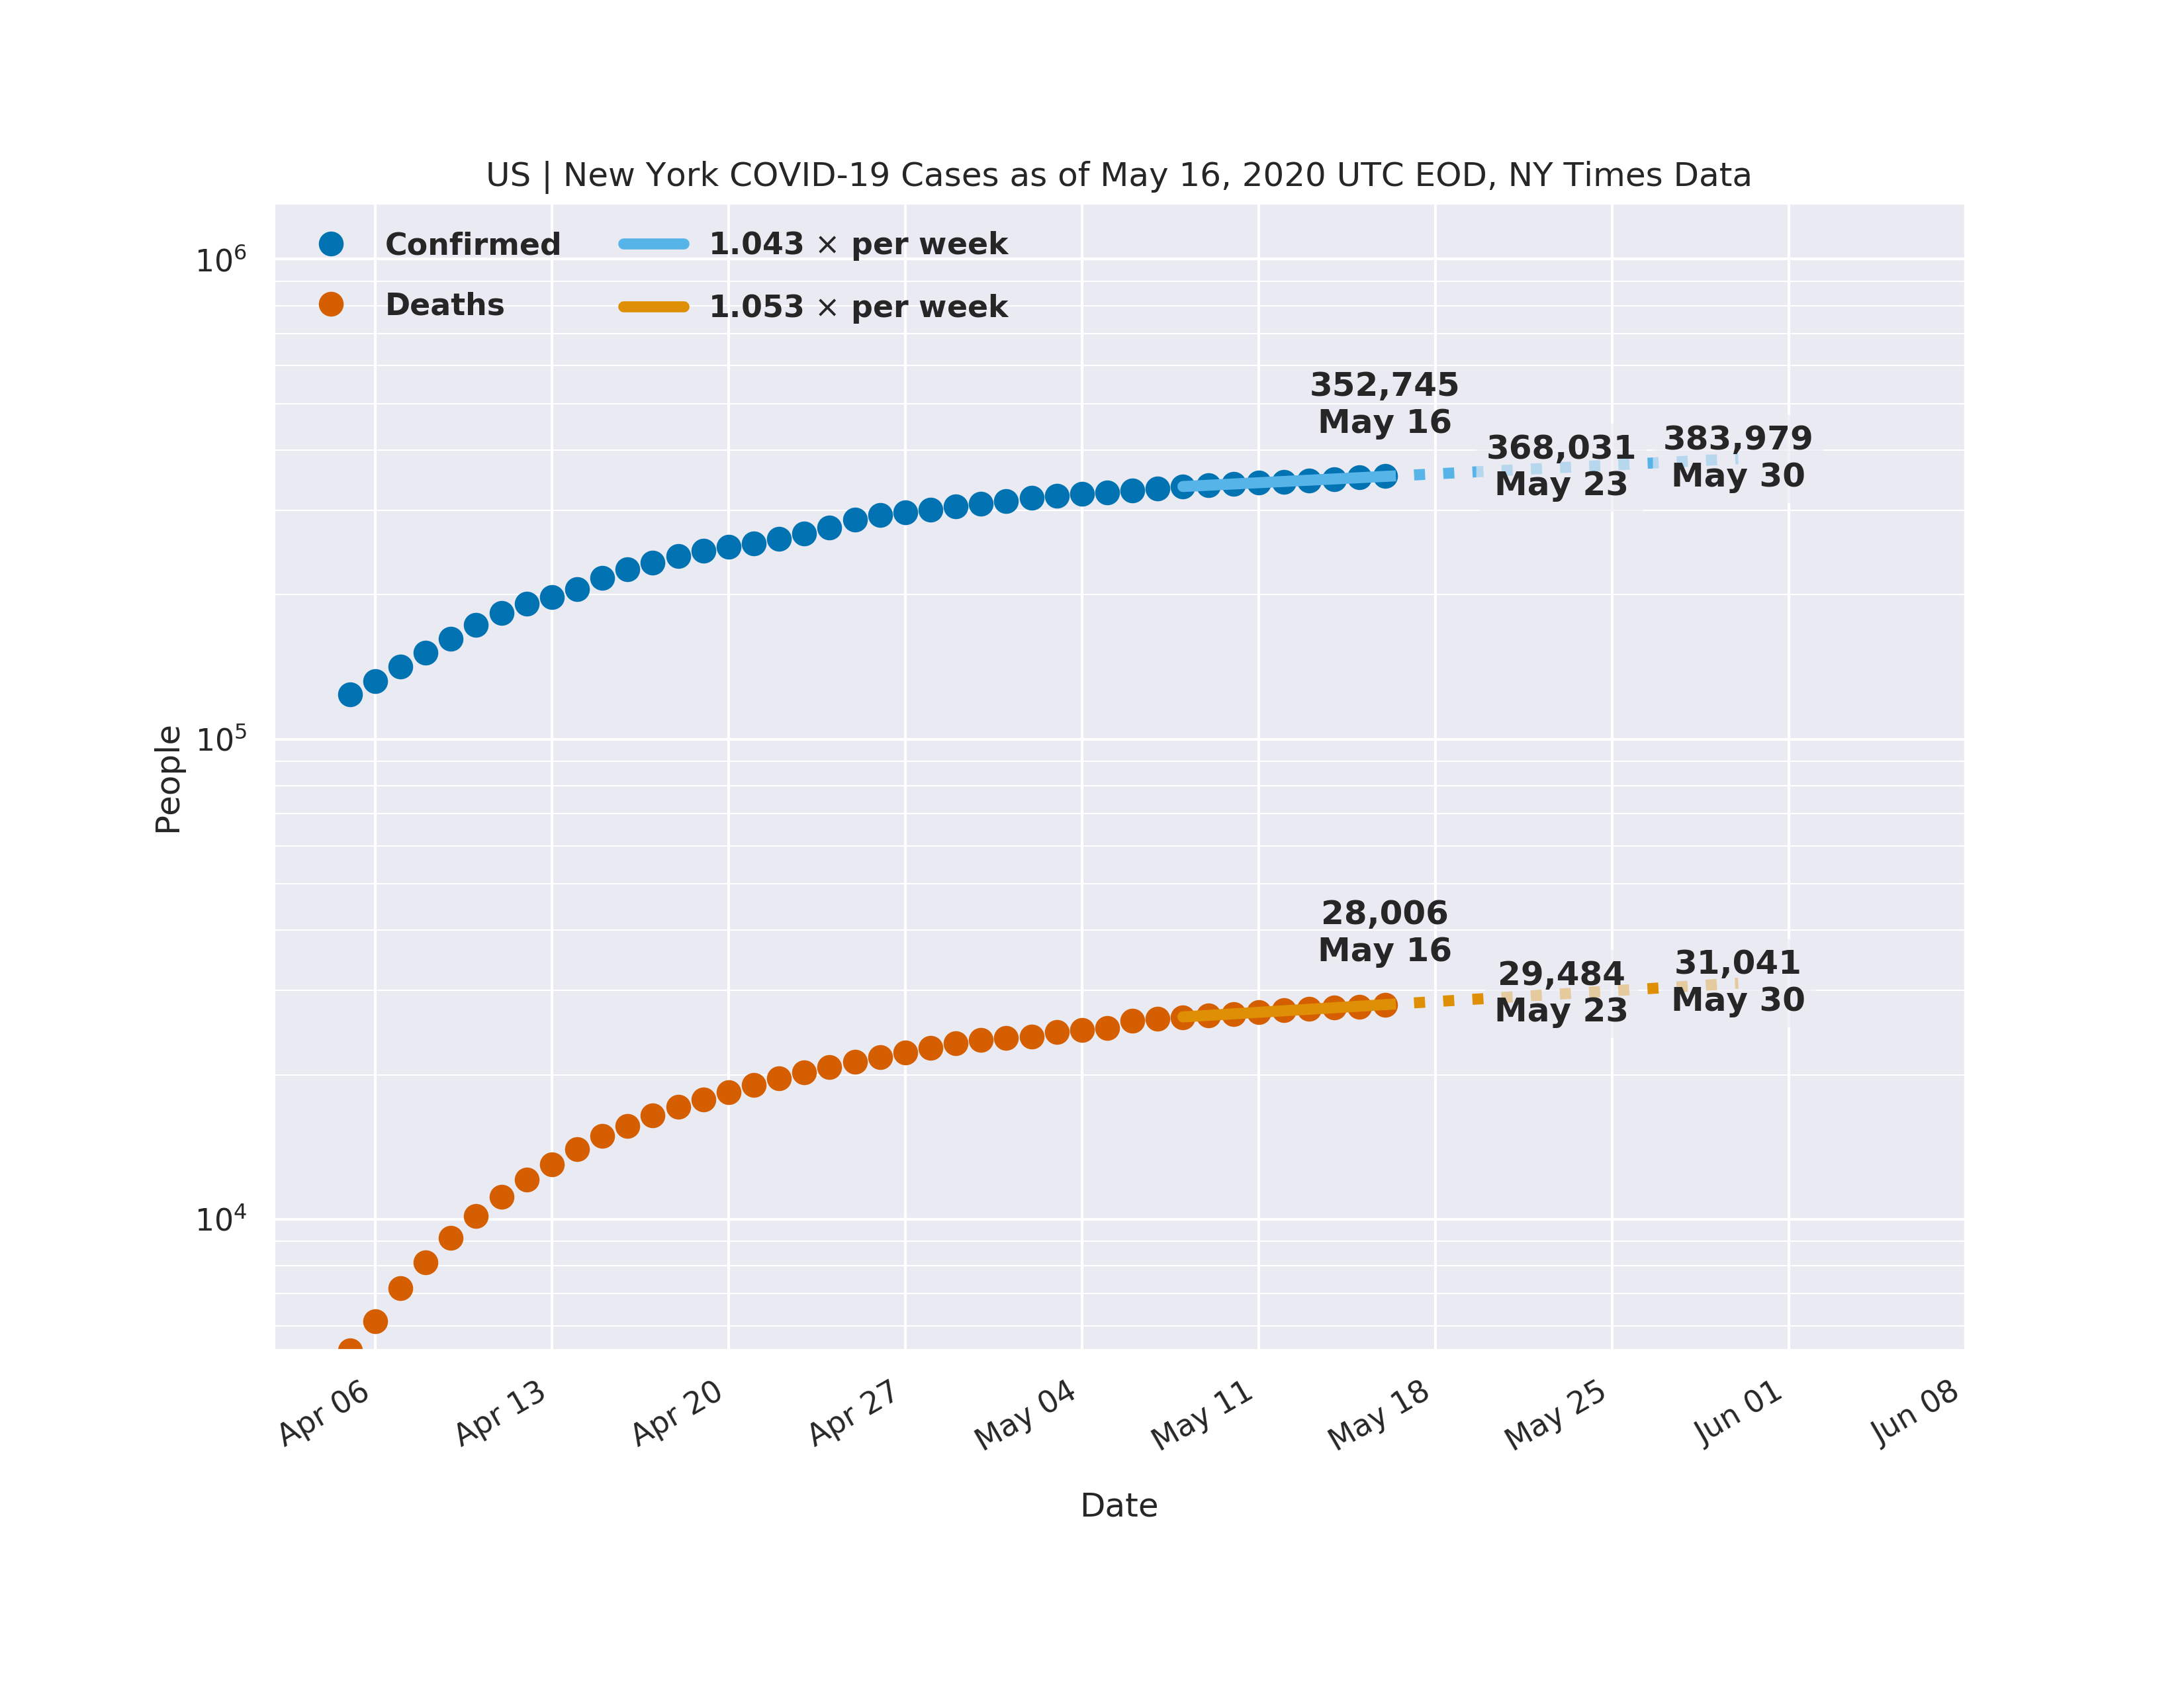 US | New York COVID-19 Cases as of May 16, 2020 UTC EOD, NY Times Data
Confirmed
Deaths
1.043 × per week
1.053 × per week
10⁶
10⁵
10⁴
People
352,745
May 16
368,031
May 23
383,979
May 30
28,006
May 16
29,484
May 23
31,041
May 30
Apr 06
Apr 13
Apr 20
Apr 27
May 04
May 11
May 18
May 25
Jun 01
Jun 08
Date